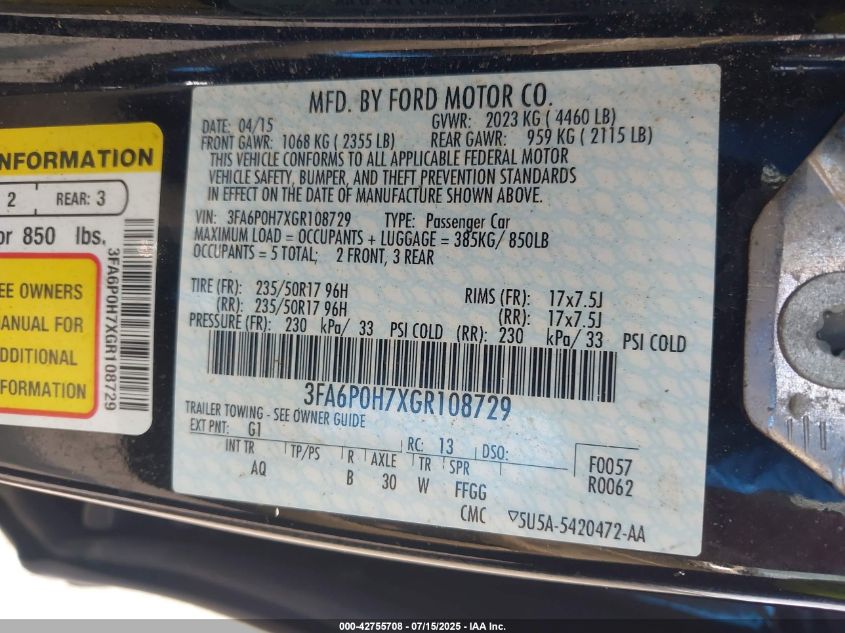 MFD. BY FORD MOTOR CO.
DATE: 04/15 GVWR: 2023 KG ( 4460 LB)
FRONT GAWR: 1068 KG ( 2355 LB) REAR GAWR: 959 KG ( 2115 LB)
THIS VEHICLE CONFORMS TO ALL APPLICABLE FEDERAL MOTOR
VEHICLE SAFETY, BUMPER, AND THEFT PREVENTION STANDARDS
IN EFFECT ON THE DATE OF MANUFACTURE SHOWN ABOVE.
VIN: 3FA6P0H7XGR108729 TYPE: Passenger Car
MAXIMUM LOAD = OCCUPANTS + LUGGAGE = 385KG/ 850LB
OCCUPANTS = 5 TOTAL; 2 FRONT, 3 REAR
TIRE (FR): 235/50R17 96H RIMS (FR): 17x7.5J
(RR): 235/50R17 96H (RR): 17x7.5J
PRESSURE (FR): 230 kPa/ 33 PSI COLD (RR): 230 kPa/ 33 PSI COLD
3FA6P0H7XGR108729
TRAILER TOWING - SEE OWNER GUIDE
EXT PNT: G1 RC: 13 DSO: F0057
INT TR TP/PS R AXLE TR SPR R0062
AQ B 30 W FFGG
CMC 5U5A-5420472-AA
INFORMATION
2 REAR: 3
or 850 lbs.
EE OWNERS
MANUAL FOR
ADDITIONAL
INFORMATION
3FA6P0H7XGR108729
000-42755708 - 07/15/2025 - IAA Inc.